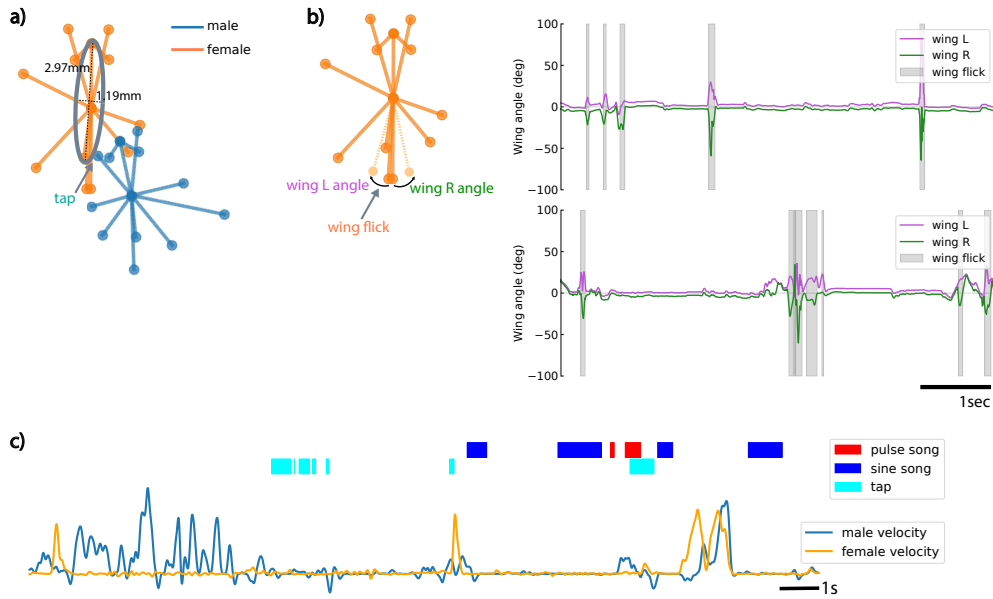 a)
male
female
2.97mm
1.19mm
tap
b)
wing L angle
wing R angle
wing flick
Wing angle (deg)
100
50
0
−50
−100
wing L
wing R
wing flick
Wing angle (deg)
100
50
0
−50
−100
wing L
wing R
wing flick
1sec
c)
pulse song
sine song
tap
male velocity
female velocity
1s